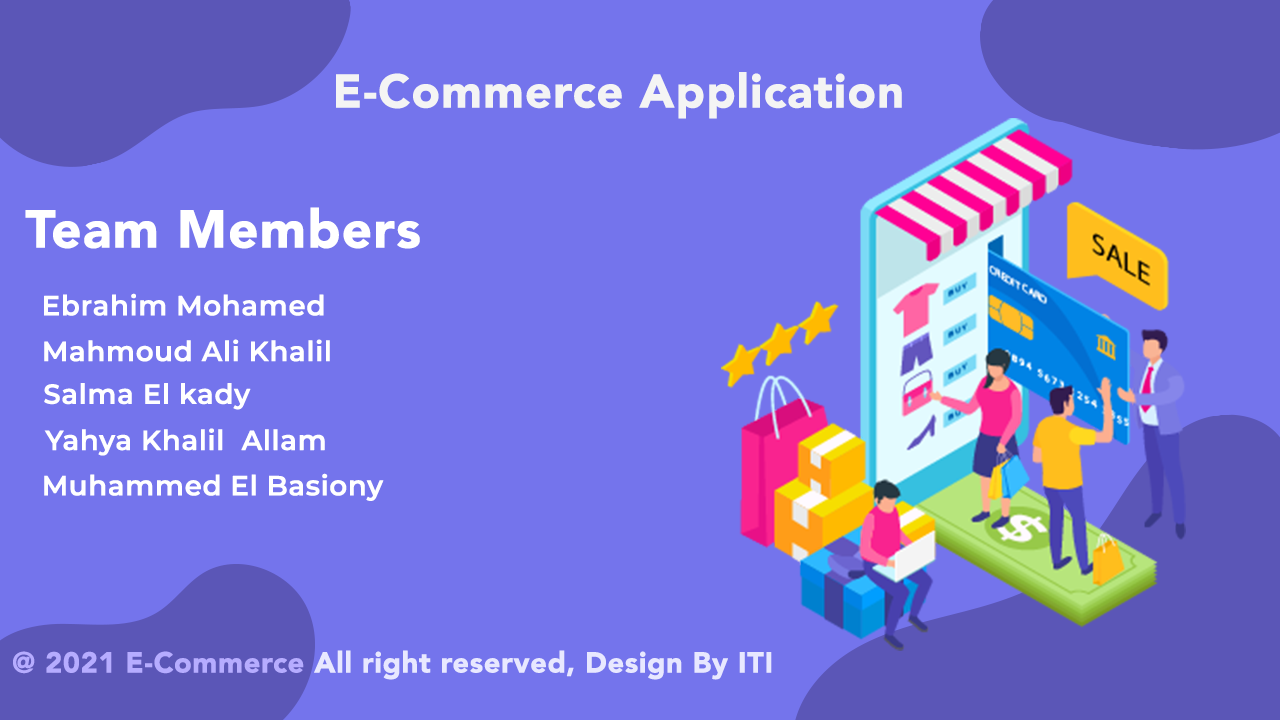 E-Commerce Application
Team Members
Ebrahim Mohamed
Mahmoud Ali Khalil
Salma El kady
Yahya Khalil  Allam
Muhammed El Basiony
SALE
CREDIT CARD
BUY
BUY
BUY
@ 2021 E-Commerce All right reserved, Design By ITI